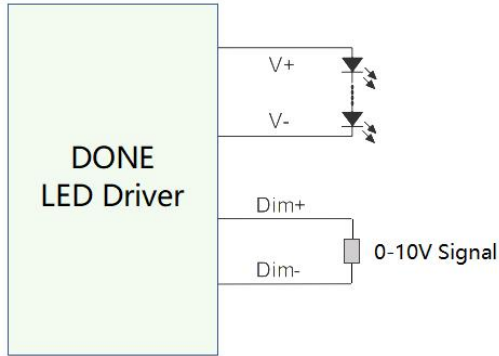 V+
V-
DONE
LED Driver
Dim+
0-10V Signal
Dim-